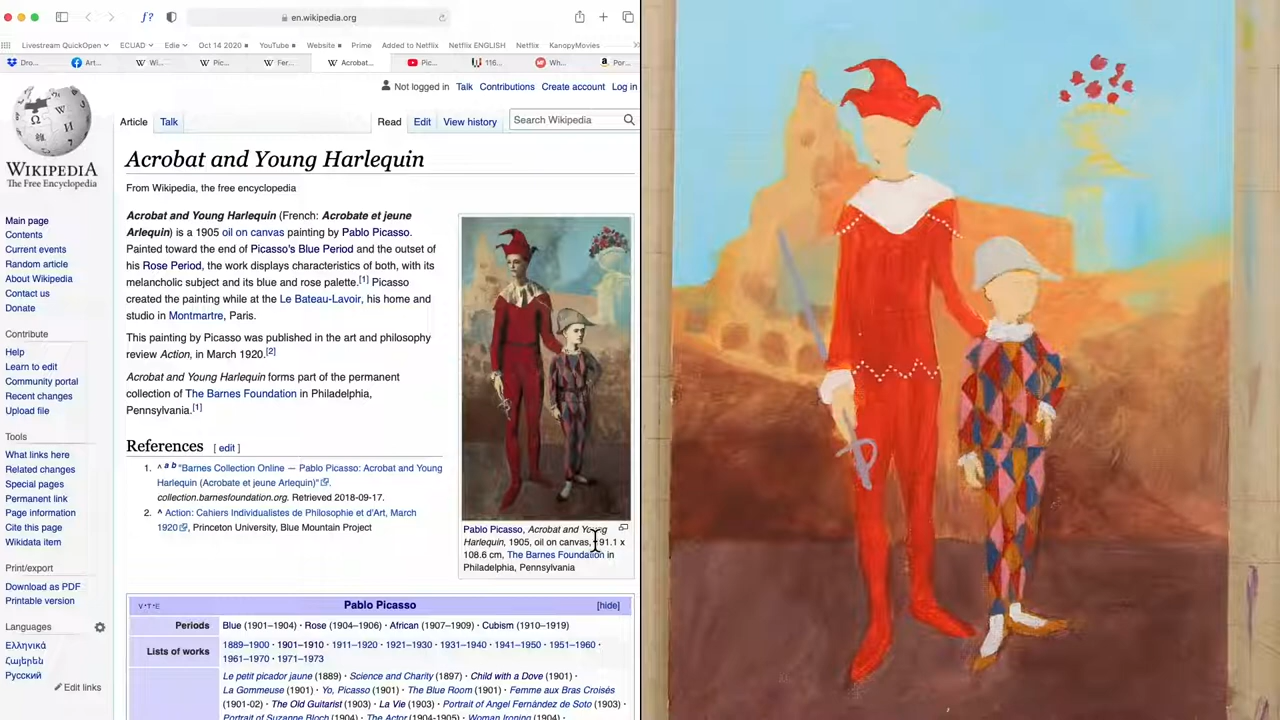 en.wikipedia.org
Livestream QuickOpen ECUAD Edie Oct 14 2020 YouTube Website Prime Added to Netflix Netflix ENGLISH Netflix KanopyMovies
Dro... Art... Wi... Pic... Fer... Acrobat... Pic... 116... Wh... Por...
Not logged in Talk Contributions Create account Log in
Article Talk Read Edit View history Search Wikipedia
WIKIPEDIA
The Free Encyclopedia
Main page
Contents
Current events
Random article
About Wikipedia
Contact us
Donate
Contribute
Help
Learn to edit
Community portal
Recent changes
Upload file
Tools
What links here
Related changes
Special pages
Permanent link
Page information
Cite this page
Wikidata item
Print/export
Download as PDF
Printable version
Languages
Ελληνικά
Հայերեն
Русский
Edit links
Acrobat and Young Harlequin
From Wikipedia, the free encyclopedia
Acrobat and Young Harlequin (French: Acrobate et jeune
Arlequin) is a 1905 oil on canvas painting by Pablo Picasso.
Painted toward the end of Picasso's Blue Period and the outset of
his Rose Period, the work displays characteristics of both, with its
melancholic subject and its blue and rose palette.[1] Picasso
created the painting while at the Le Bateau-Lavoir, his home and
studio in Montmartre, Paris.
This painting by Picasso was published in the art and philosophy
review Action, in March 1920.[2]
Acrobat and Young Harlequin forms part of the permanent
collection of The Barnes Foundation in Philadelphia,
Pennsylvania.[1]
Pablo Picasso, Acrobat and Young
Harlequin, 1905, oil on canvas, 191.1 x
108.6 cm, The Barnes Foundation in
Philadelphia, Pennsylvania
References [ edit ]
1. ^ a b "Barnes Collection Online — Pablo Picasso: Acrobat and Young
Harlequin (Acrobate et jeune Arlequin)".
collection.barnesfoundation.org. Retrieved 2018-09-17.
2. ^ Action: Cahiers Individualistes de Philosophie et d'Art, March
1920, Princeton University, Blue Mountain Project
V·T·E Pablo Picasso [hide]
Periods Blue (1901–1904) · Rose (1904–1906) · African (1907–1909) · Cubism (1910–1919)
Lists of works 1889–1900 · 1901–1910 · 1911–1920 · 1921–1930 · 1931–1940 · 1941–1950 · 1951–1960 ·
1961–1970 · 1971–1973
Le petit picador jaune (1889) · Science and Charity (1897) · Child with a Dove (1901) ·
La Gommeuse (1901) · Yo, Picasso (1901) · The Blue Room (1901) · Femme aux Bras Croisés
(1901-02) · The Old Guitarist (1903) · La Vie (1903) · Portrait of Angel Fernández de Soto (1903) ·
Portrait of Suzanne Bloch (1904) · The Actor (1904-1905) · Woman Ironing (1904) ·